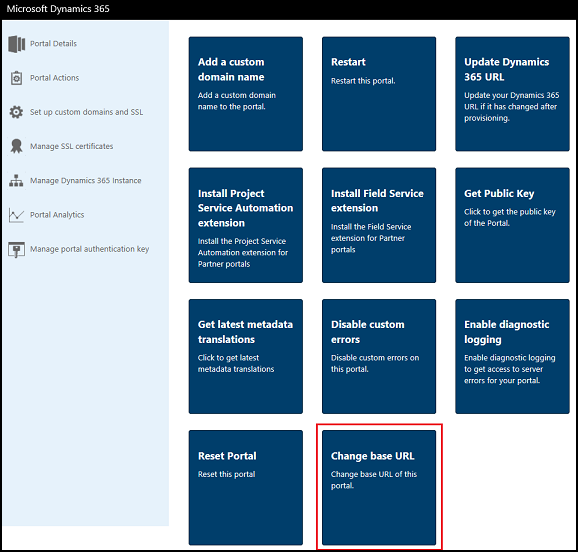 Microsoft Dynamics 365
Portal Details
Portal Actions
Set up custom domains and SSL
Manage SSL certificates
Manage Dynamics 365 Instance
Portal Analytics
Manage portal authentication key
Add a custom
domain name
Add a custom domain
name to the portal.
Restart
Restart this portal.
Update Dynamics
365 URL
Update your Dynamics 365
URL if it has changed after
provisioning.
Install Project
Service Automation
extension
Install the Project Service
Automation extension for
Partner portals
Install Field Service
extension
Install the Field Service
extension for Partner
portals
Get Public Key
Click to get the public key
of the Portal.
Get latest metadata
translations
Click to get latest
metadata translations
Disable custom
errors
Disable custom errors on
this portal.
Enable diagnostic
logging
Enable diagnostic logging
to get access to server
errors for your portal.
Reset Portal
Reset this portal
Change base URL
Change base URL of this
portal.